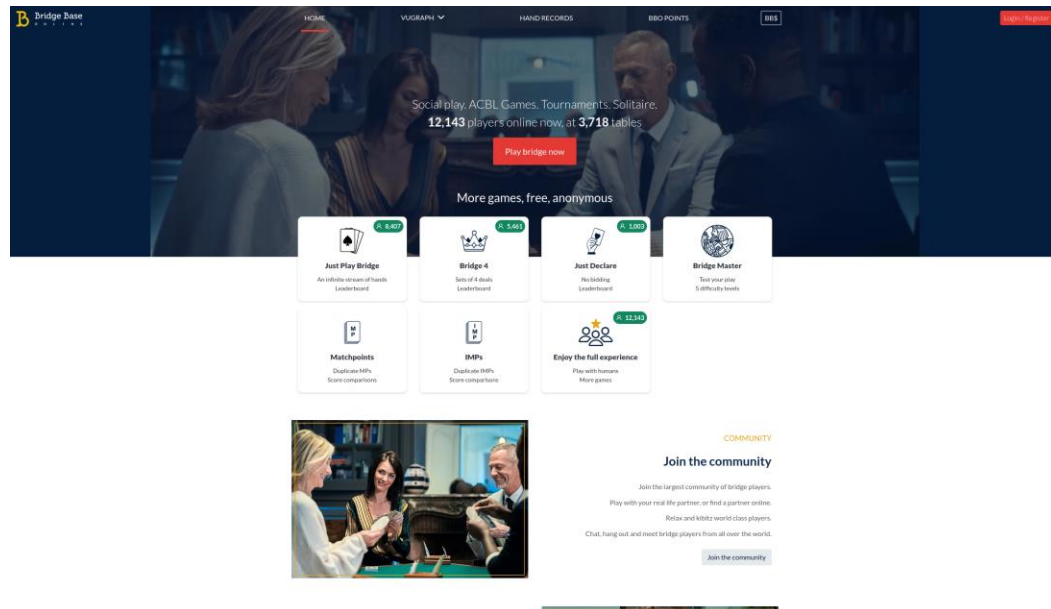 Bridge Base
ONLINE
HOME
VUGRAPH
HAND RECORDS
BBO POINTS
BB$
Login / Register
Social play. ACBL Games. Tournaments. Solitaire.
12,143 players online now, at 3,718 tables
Play bridge now
More games, free, anonymous
8,407
Just Play Bridge
An infinite stream of hands
Leaderboard
5,461
Bridge 4
Sets of 4 deals
Leaderboard
1,003
Just Declare
No bidding
Leaderboard
Bridge Master
Test your play
5 difficulty levels
M
P
Matchpoints
Duplicate MPs
Score comparisons
I
M
P
IMPs
Duplicate IMPs
Score comparisons
12,143
Enjoy the full experience
Play with humans
More games
COMMUNITY
Join the community
Join the largest community of bridge players.
Play with your real life partner, or find a partner online.
Relax and kibitz world class players.
Chat, hang out and meet bridge players from all over the world.
Join the community